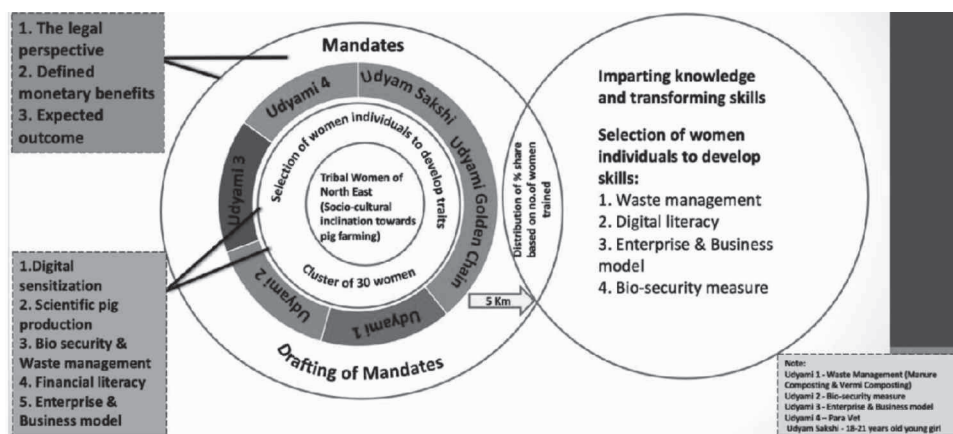 1. The legal
perspective
2. Defined
monetary benefits
3. Expected
outcome
1.Digital
sensitization
2. Scientific pig
production
3. Bio security &
Waste management
4. Financial literacy
5. Enterprise &
Business model
Mandates
Udyami 4
Udyam Sakshi
Udyami Golden Chain
Udyami 3
Udyami 2
Udyami 1
Selection of women individuals to develop traits
Tribal Women of
North East
(Socio-cultural
inclination towards
pig farming)
Cluster of 30 women
Drafting of Mandates
5 Km
Distribution of % share
based on no.of women
trained
Imparting knowledge
and transforming skills
Selection of women
individuals to develop
skills:
1. Waste management
2. Digital literacy
3. Enterprise & Business
model
4. Bio-security measure
Note:
Udyami 1 - Waste Management (Manure
Composting & Vermi Composting)
Udyami 2 - Bio-security measure
Udyami 3 - Enterprise & Business model
Udyami 4 – Para Vet
Udyam Sakshi - 18-21 years old young girl